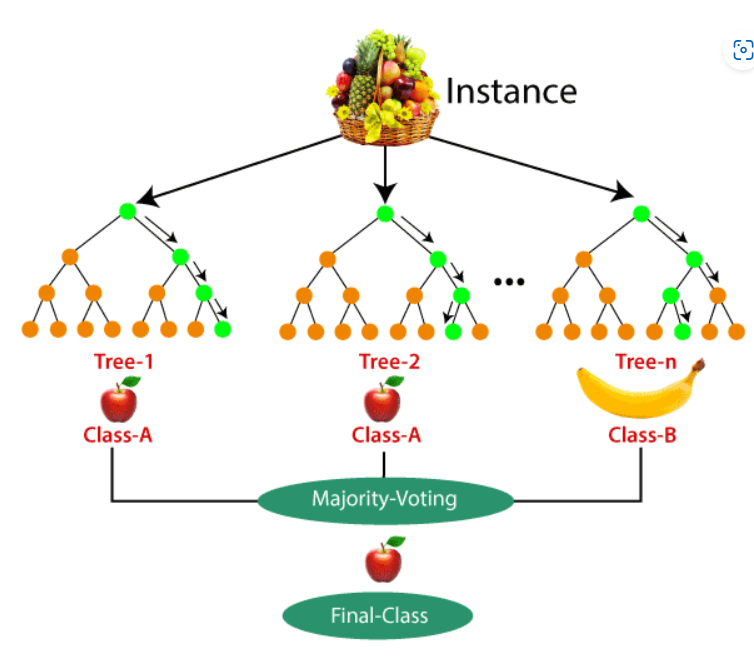 Instance
...
Tree-1
Tree-2
Tree-n
Class-A
Class-A
Class-B
Majority-Voting
Final-Class